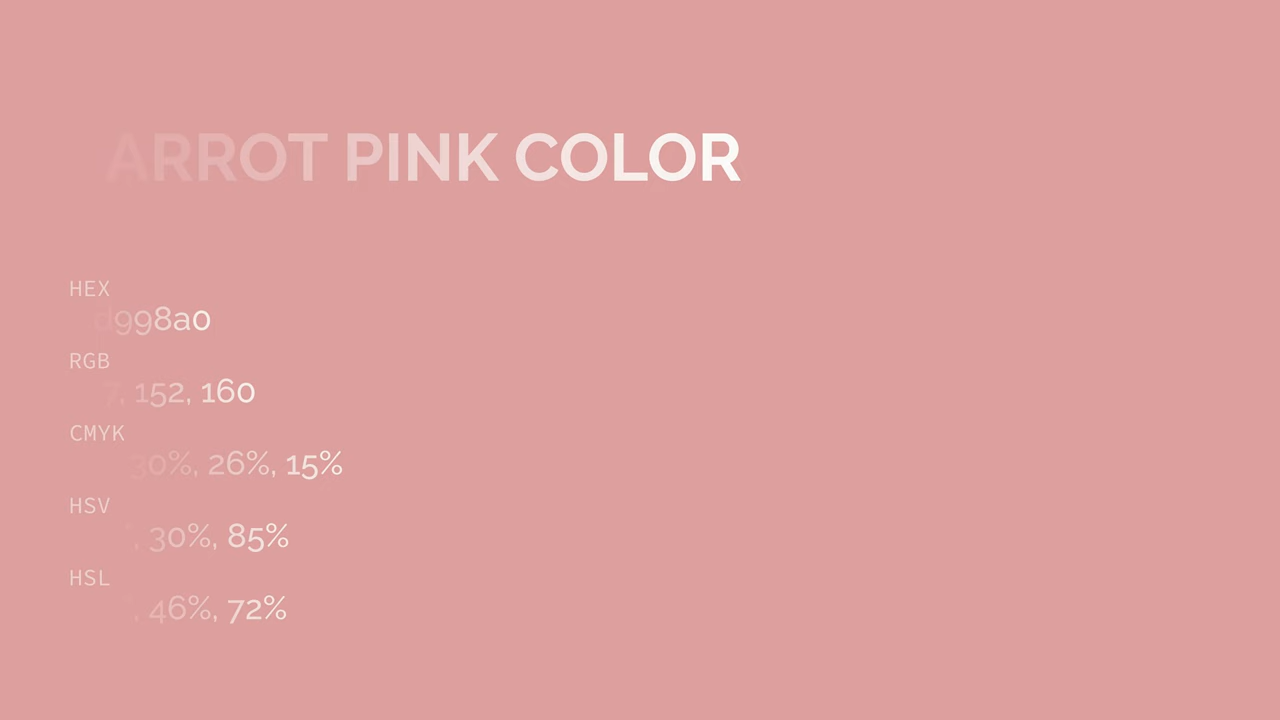 ARROT PINK COLOR
HEX
d998a0
RGB
7, 152, 160
CMYK
30%, 26%, 15%
HSV
°, 30%, 85%
HSL
°, 46%, 72%